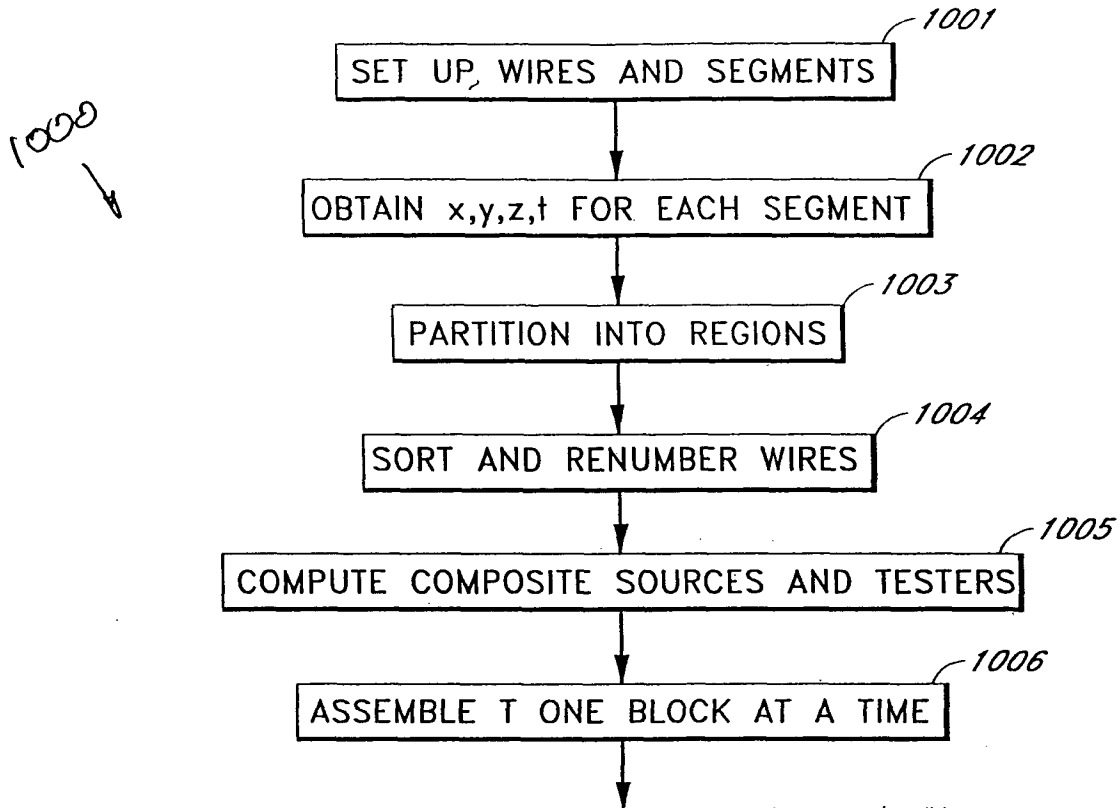 1001
SET UP, WIRES AND SEGMENTS
1000
1002
OBTAIN x,y,z,t FOR EACH SEGMENT
1003
PARTITION INTO REGIONS
1004
SORT AND RENUMBER WIRES
1005
COMPUTE COMPOSITE SOURCES AND TESTERS
1006
ASSEMBLE T ONE BLOCK AT A TIME